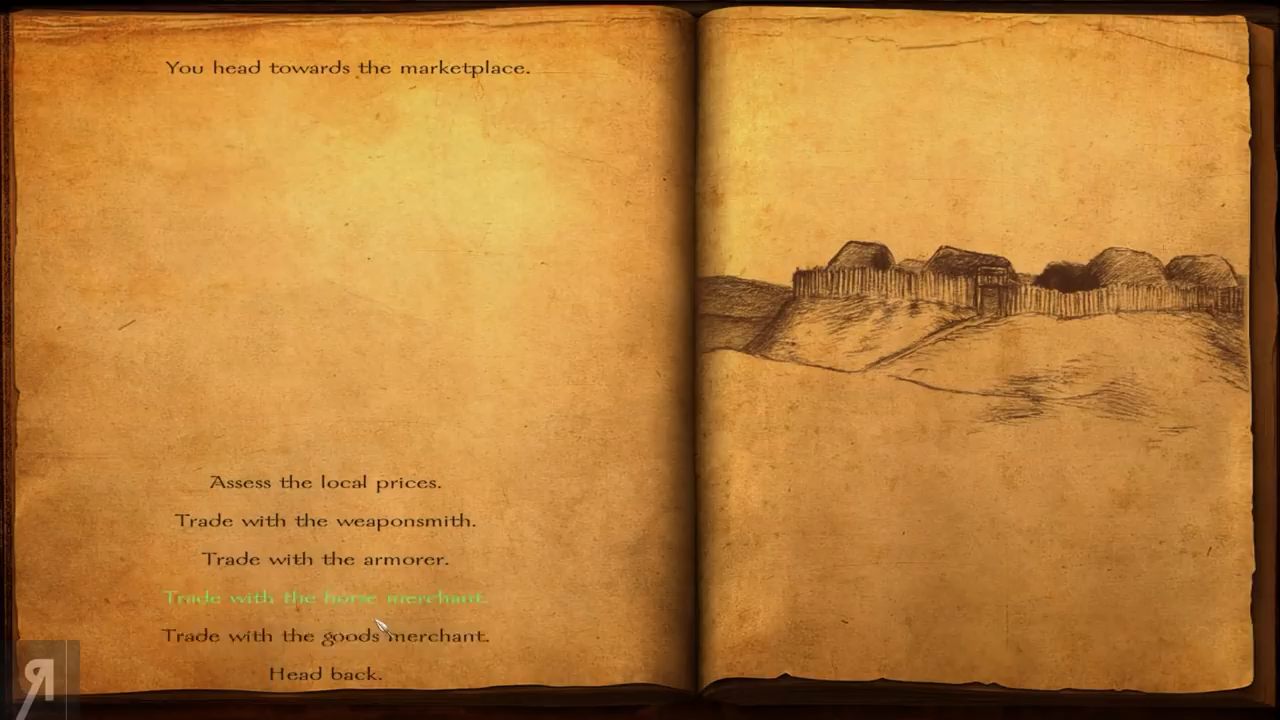 You head towards the marketplace.
Assess the local prices.
Trade with the weaponsmith.
Trade with the armorer.
Trade with the horse merchant.
Trade with the goods merchant.
Head back.